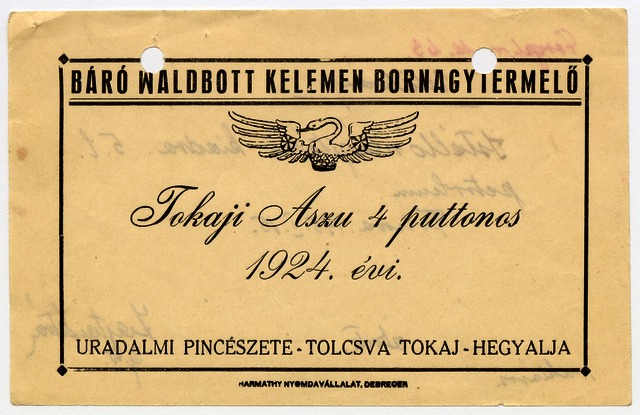 BÁRÓ WALDBOTT KELEMEN BORNAGYTERMELŐ
Tokaji Aszu 4 puttonos
1924. évi.
URADALMI PINCÉSZETE - TOLCSVA TOKAJ - HEGYALJA
HARMATHY NYOMDAVÁLLALAT, DEBRECEN